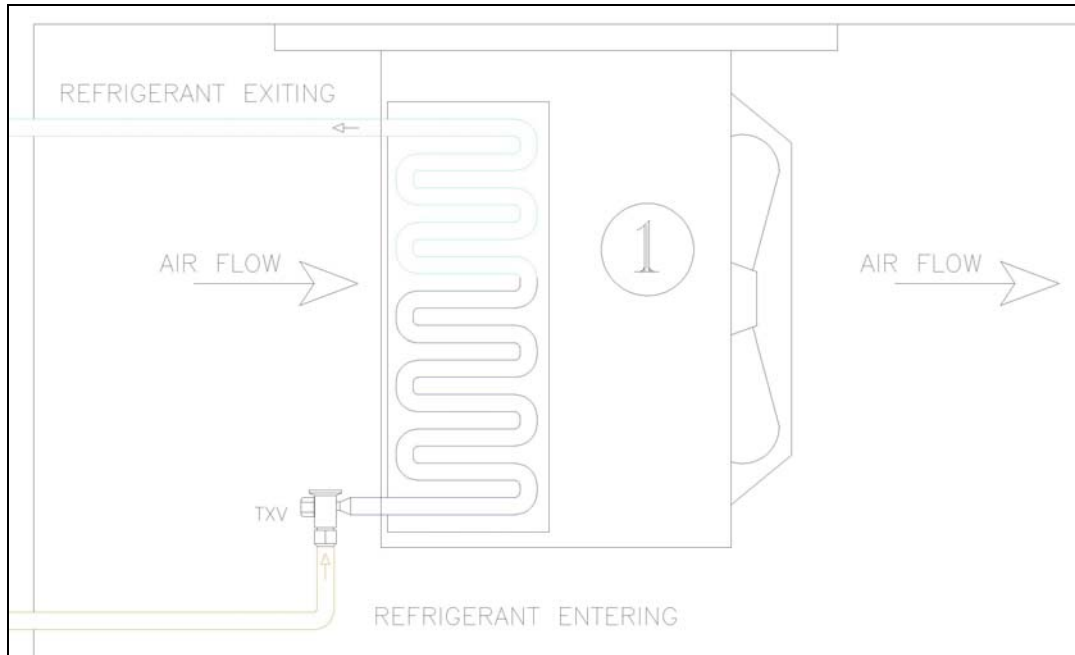 REFRIGERANT EXITING
1
AIR FLOW
AIR FLOW
TXV
REFRIGERANT ENTERING